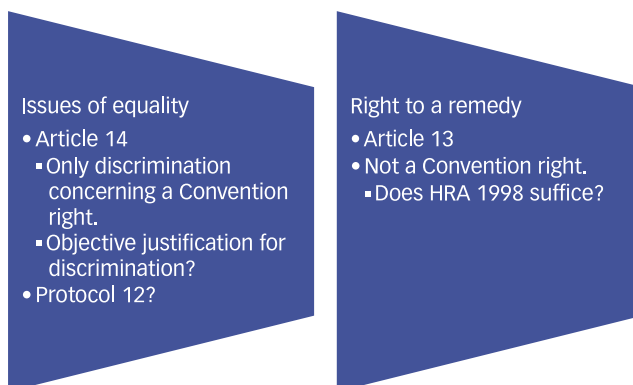 Issues of equality
• Article 14
▪ Only discrimination
concerning a Convention
right.
▪ Objective justification for
discrimination?
• Protocol 12?
Right to a remedy
• Article 13
• Not a Convention right.
▪ Does HRA 1998 suffice?